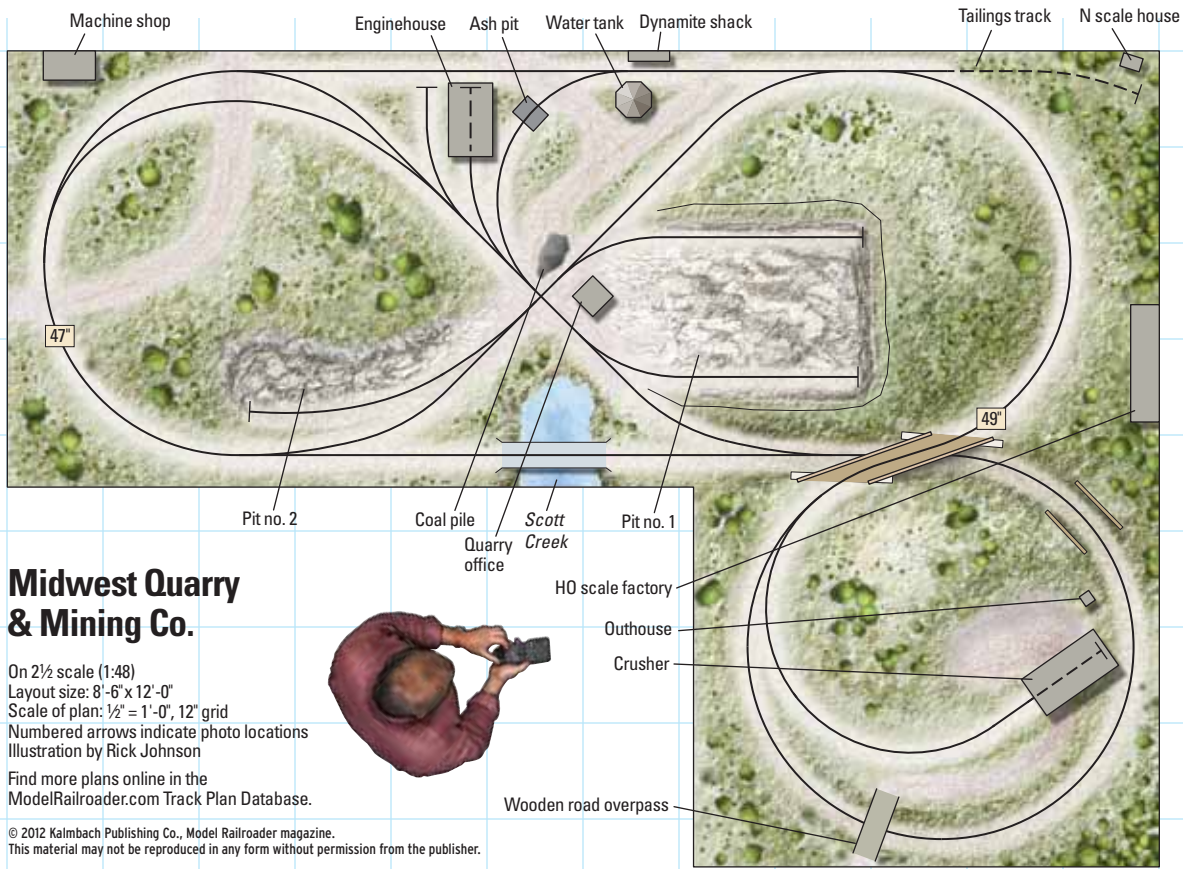 Machine shop
Enginehouse
Ash pit
Water tank
Dynamite shack
Tailings track
N scale house
47"
49"
Pit no. 2
Coal pile
Quarry
office
Scott
Creek
Pit no. 1
HO scale factory
Outhouse
Crusher
Wooden road overpass
Midwest Quarry
& Mining Co.
On 2½ scale (1:48)
Layout size: 8'-6" x 12'-0"
Scale of plan: ½" = 1'-0", 12" grid
Numbered arrows indicate photo locations
Illustration by Rick Johnson
Find more plans online in the
ModelRailroader.com Track Plan Database.
© 2012 Kalmbach Publishing Co., Model Railroader magazine.
This material may not be reproduced in any form without permission from the publisher.